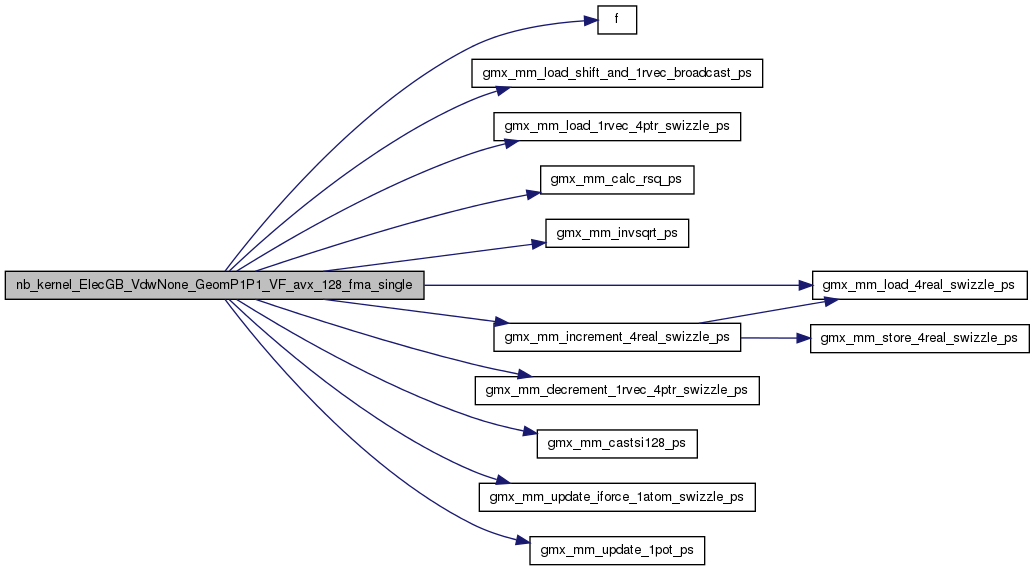 f
gmx_mm_load_shift_and_1rvec_broadcast_ps
gmx_mm_load_1rvec_4ptr_swizzle_ps
gmx_mm_calc_rsq_ps
gmx_mm_invsqrt_ps
nb_kernel_ElecGB_VdwNone_GeomP1P1_VF_avx_128_fma_single
gmx_mm_load_4real_swizzle_ps
gmx_mm_increment_4real_swizzle_ps
gmx_mm_store_4real_swizzle_ps
gmx_mm_decrement_1rvec_4ptr_swizzle_ps
gmx_mm_castsi128_ps
gmx_mm_update_iforce_1atom_swizzle_ps
gmx_mm_update_1pot_ps